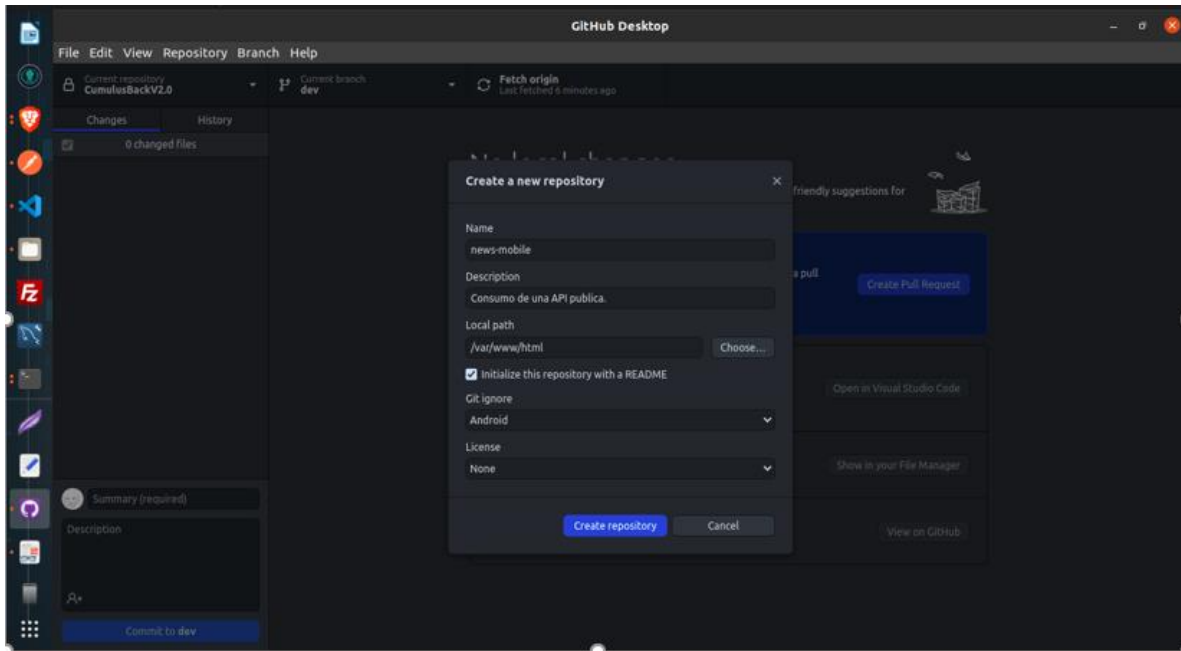 GitHub Desktop
File Edit View Repository Branch Help
Current repository
CumulusBackV2.0
Current branch
dev
Fetch origin
Last fetched 6 minutes ago
Changes History
0 changed files
Create a new repository
friendly suggestions for
Name
news-mobile
Description
Consumo de una API publica.
a pull
Create Pull Request
Local path
/var/www/html
Choose...
Initialize this repository with a README
Open in Visual Studio Code
Git ignore
Android
License
None
Show in your File Manager
Summary (required)
Description
Create repository
Cancel
View on GitHub
Commit to dev